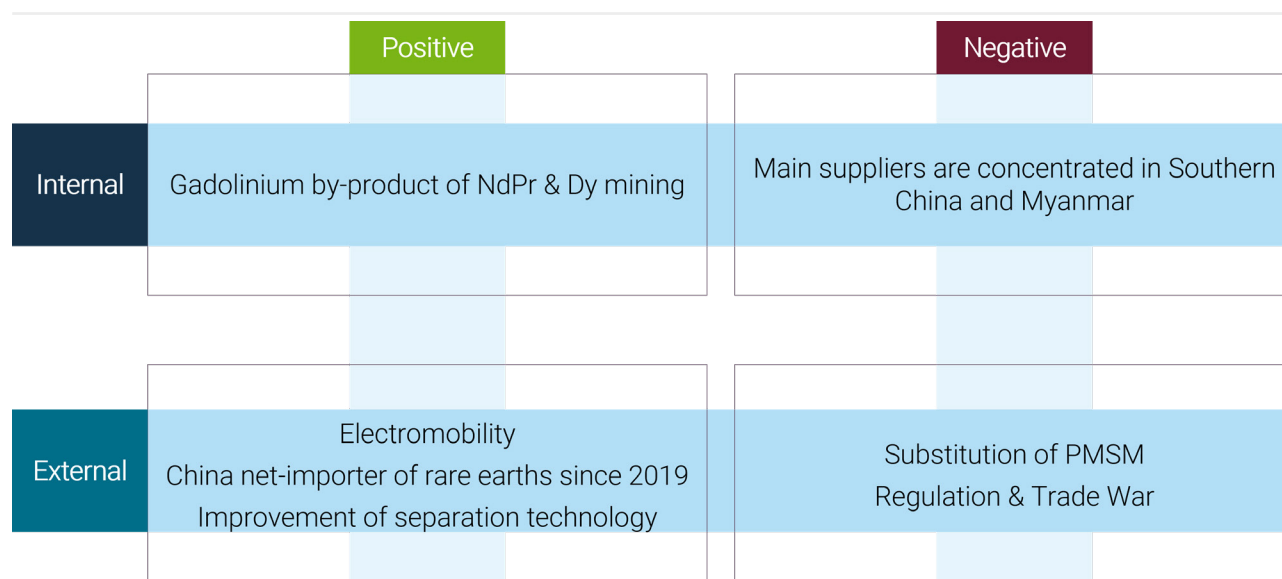 Positive
Negative
Internal
Gadolinium by-product of NdPr & Dy mining
Main suppliers are concentrated in Southern
China and Myanmar
External
Electromobility
China net-importer of rare earths since 2019
Improvement of separation technology
Substitution of PMSM
Regulation & Trade War